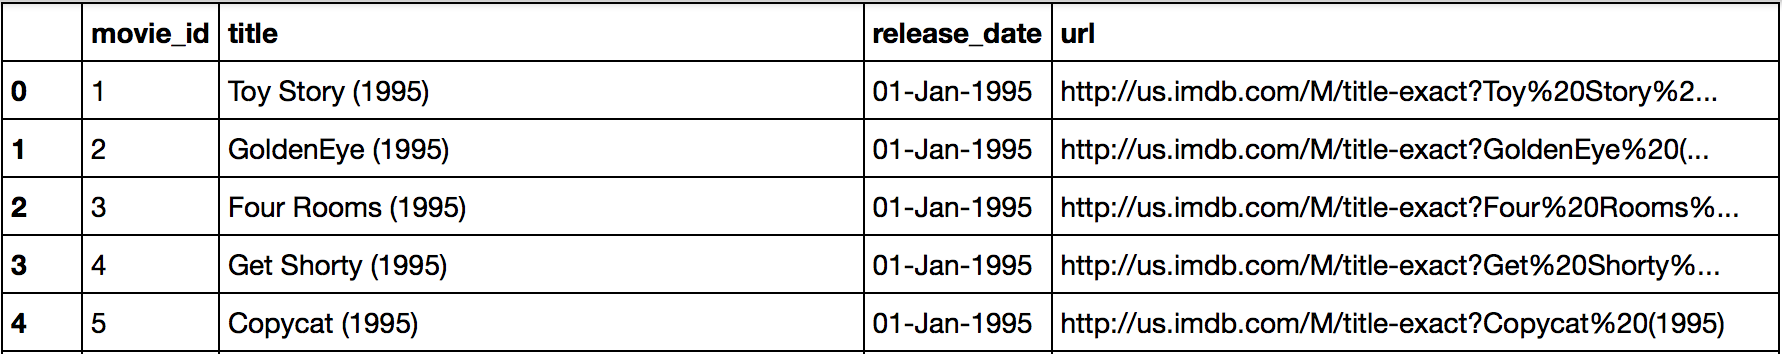 movie_id title release_date url
0 1 Toy Story (1995) 01-Jan-1995 http://us.imdb.com/M/title-exact?Toy%20Story%2...
1 2 GoldenEye (1995) 01-Jan-1995 http://us.imdb.com/M/title-exact?GoldenEye%20(...
2 3 Four Rooms (1995) 01-Jan-1995 http://us.imdb.com/M/title-exact?Four%20Rooms%...
3 4 Get Shorty (1995) 01-Jan-1995 http://us.imdb.com/M/title-exact?Get%20Shorty%...
4 5 Copycat (1995) 01-Jan-1995 http://us.imdb.com/M/title-exact?Copycat%20(1995)